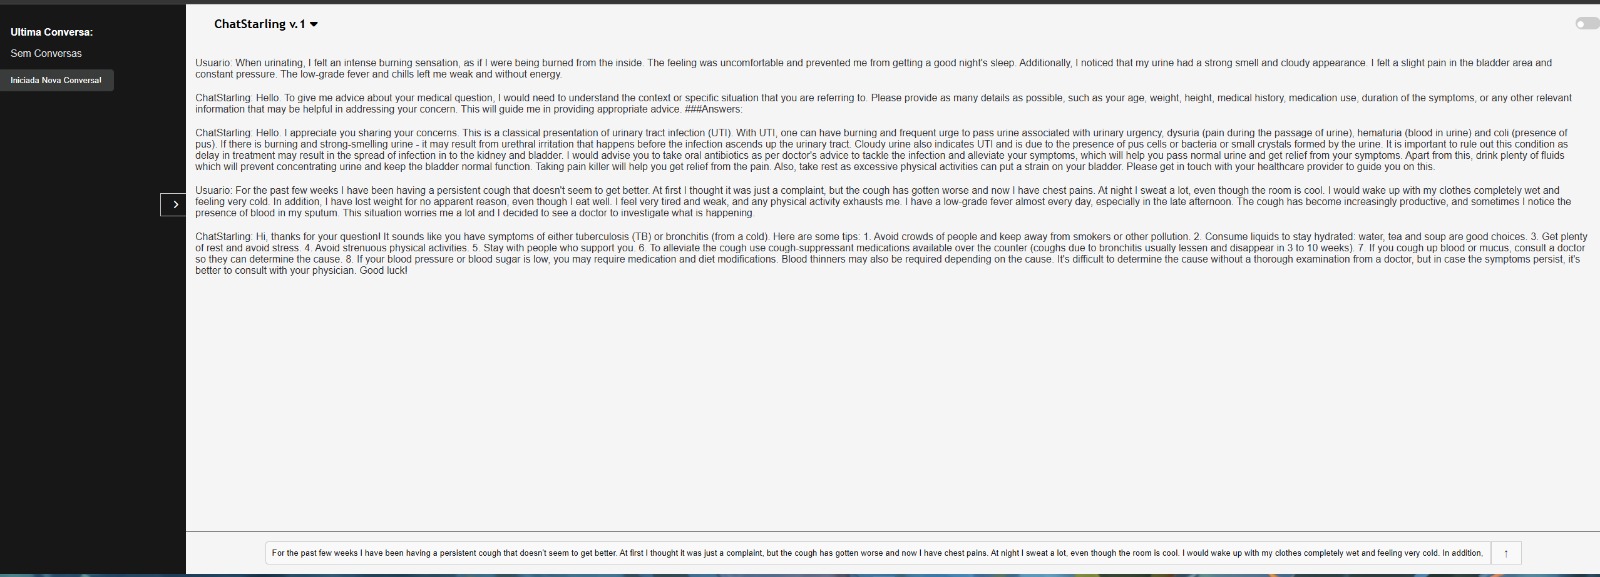 Ultima Conversa:
Sem Conversas
Iniciada Nova Conversa!
ChatStarling v.1
Usuario: When urinating, I felt an intense burning sensation, as if I were being burned from the inside. The feeling was uncomfortable and prevented me from getting a good night's sleep. Additionally, I noticed that my urine had a strong smell and cloudy appearance. I felt a slight pain in the bladder area and
constant pressure. The low-grade fever and chills left me weak and without energy.
ChatStarling: Hello. To give me advice about your medical question, I would need to understand the context or specific situation that you are referring to. Please provide as many details as possible, such as your age, weight, height, medical history, medication use, duration of the symptoms, or any other relevant
information that may be helpful in addressing your concern. This will guide me in providing appropriate advice. ###Answers:
ChatStarling: Hello. I appreciate you sharing your concerns. This is a classical presentation of urinary tract infection (UTI). With UTI, one can have burning and frequent urge to pass urine associated with urinary urgency, dysuria (pain during the passage of urine), hematuria (blood in urine) and coli (presence of
pus). If there is burning and strong-smelling urine - it may result from urethral irritation that happens before the infection ascends up the urinary tract. Cloudy urine also indicates UTI and is due to the presence of pus cells or bacteria or small crystals formed by the urine. It is important to rule out this condition as
delay in treatment may result in the spread of infection in to the kidney and bladder. I would advise you to take oral antibiotics as per doctor's advice to tackle the infection and alleviate your symptoms, which will help you pass normal urine and get relief from your symptoms. Apart from this, drink plenty of fluids
which will prevent concentrating urine and keep the bladder normal function. Taking pain killer will help you get relief from the pain. Also, take rest as excessive physical activities can put a strain on your bladder. Please get in touch with your healthcare provider to guide you on this.
Usuario: For the past few weeks I have been having a persistent cough that doesn't seem to get better. At first I thought it was just a complaint, but the cough has gotten worse and now I have chest pains. At night I sweat a lot, even though the room is cool. I would wake up with my clothes completely wet and
feeling very cold. In addition, I have lost weight for no apparent reason, even though I eat well. I feel very tired and weak, and any physical activity exhausts me. I have a low-grade fever almost every day, especially in the late afternoon. The cough has become increasingly productive, and sometimes I notice the
presence of blood in my sputum. This situation worries me a lot and I decided to see a doctor to investigate what is happening.
ChatStarling: Hi, thanks for your question! It sounds like you have symptoms of either tuberculosis (TB) or bronchitis (from a cold). Here are some tips: 1. Avoid crowds of people and keep away from smokers or other pollution. 2. Consume liquids to stay hydrated: water, tea and soup are good choices. 3. Get plenty
of rest and avoid stress. 4. Avoid strenuous physical activities. 5. Stay with people who support you. 6. To alleviate the cough use cough-suppressant medications available over the counter (coughs due to bronchitis usually lessen and disappear in 3 to 10 weeks). 7. If you cough up blood or mucus, consult a doctor
so they can determine the cause. 8. If your blood pressure or blood sugar is low, you may require medication and diet modifications. Blood thinners may also be required depending on the cause. It's difficult to determine the cause without a thorough examination from a doctor, but in case the symptoms persist, it's
better to consult with your physician. Good luck!
For the past few weeks I have been having a persistent cough that doesn't seem to get better. At first I thought it was just a complaint, but the cough has gotten worse and now I have chest pains. At night I sweat a lot, even though the room is cool. I would wake up with my clothes completely wet and feeling very cold. In addition,